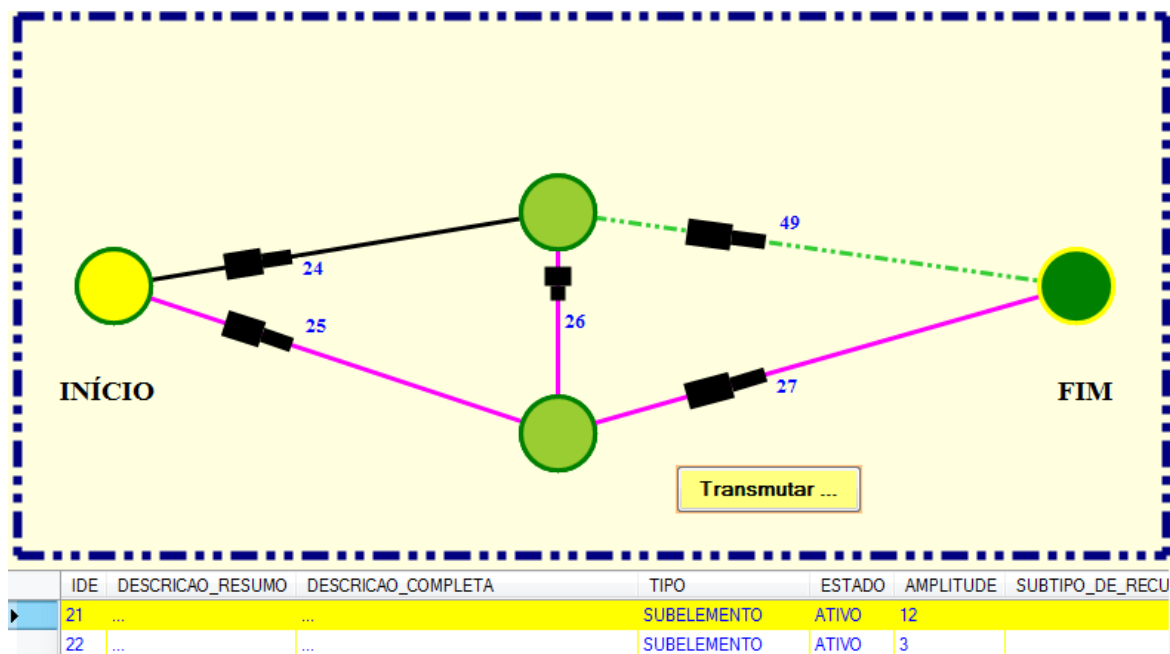 49
24
25
26
INÍCIO
27
FIM
Transmutar ...
IDE DESCRICAO_RESUMO DESCRICAO_COMPLETA TIPO ESTADO AMPLITUDE SUBTIPO_DE_RECU
21 ... ... SUBELEMENTO ATIVO 12
22 ... ... SUBELEMENTO ATIVO 3